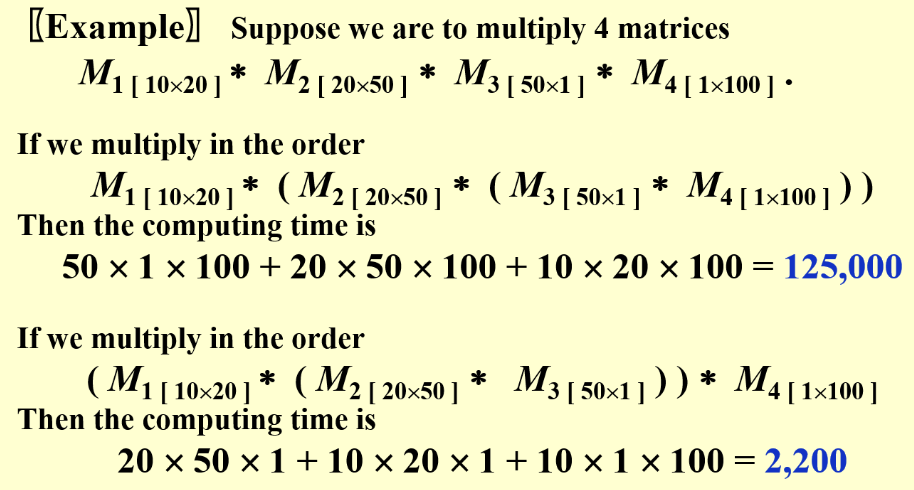 〖Example〗 Suppose we are to multiply 4 matrices
M1 [ 10×20 ] * M2 [ 20×50 ] * M3 [ 50×1 ] * M4 [ 1×100 ] .
If we multiply in the order
M1 [ 10×20 ] * ( M2 [ 20×50 ] * ( M3 [ 50×1 ] * M4 [ 1×100 ] ) )
Then the computing time is
50 × 1 × 100 + 20 × 50 × 100 + 10 × 20 × 100 = 125,000
If we multiply in the order
( M1 [ 10×20 ] * ( M2 [ 20×50 ] * M3 [ 50×1 ] ) ) * M4 [ 1×100 ]
Then the computing time is
20 × 50 × 1 + 10 × 20 × 1 + 10 × 1 × 100 = 2,200